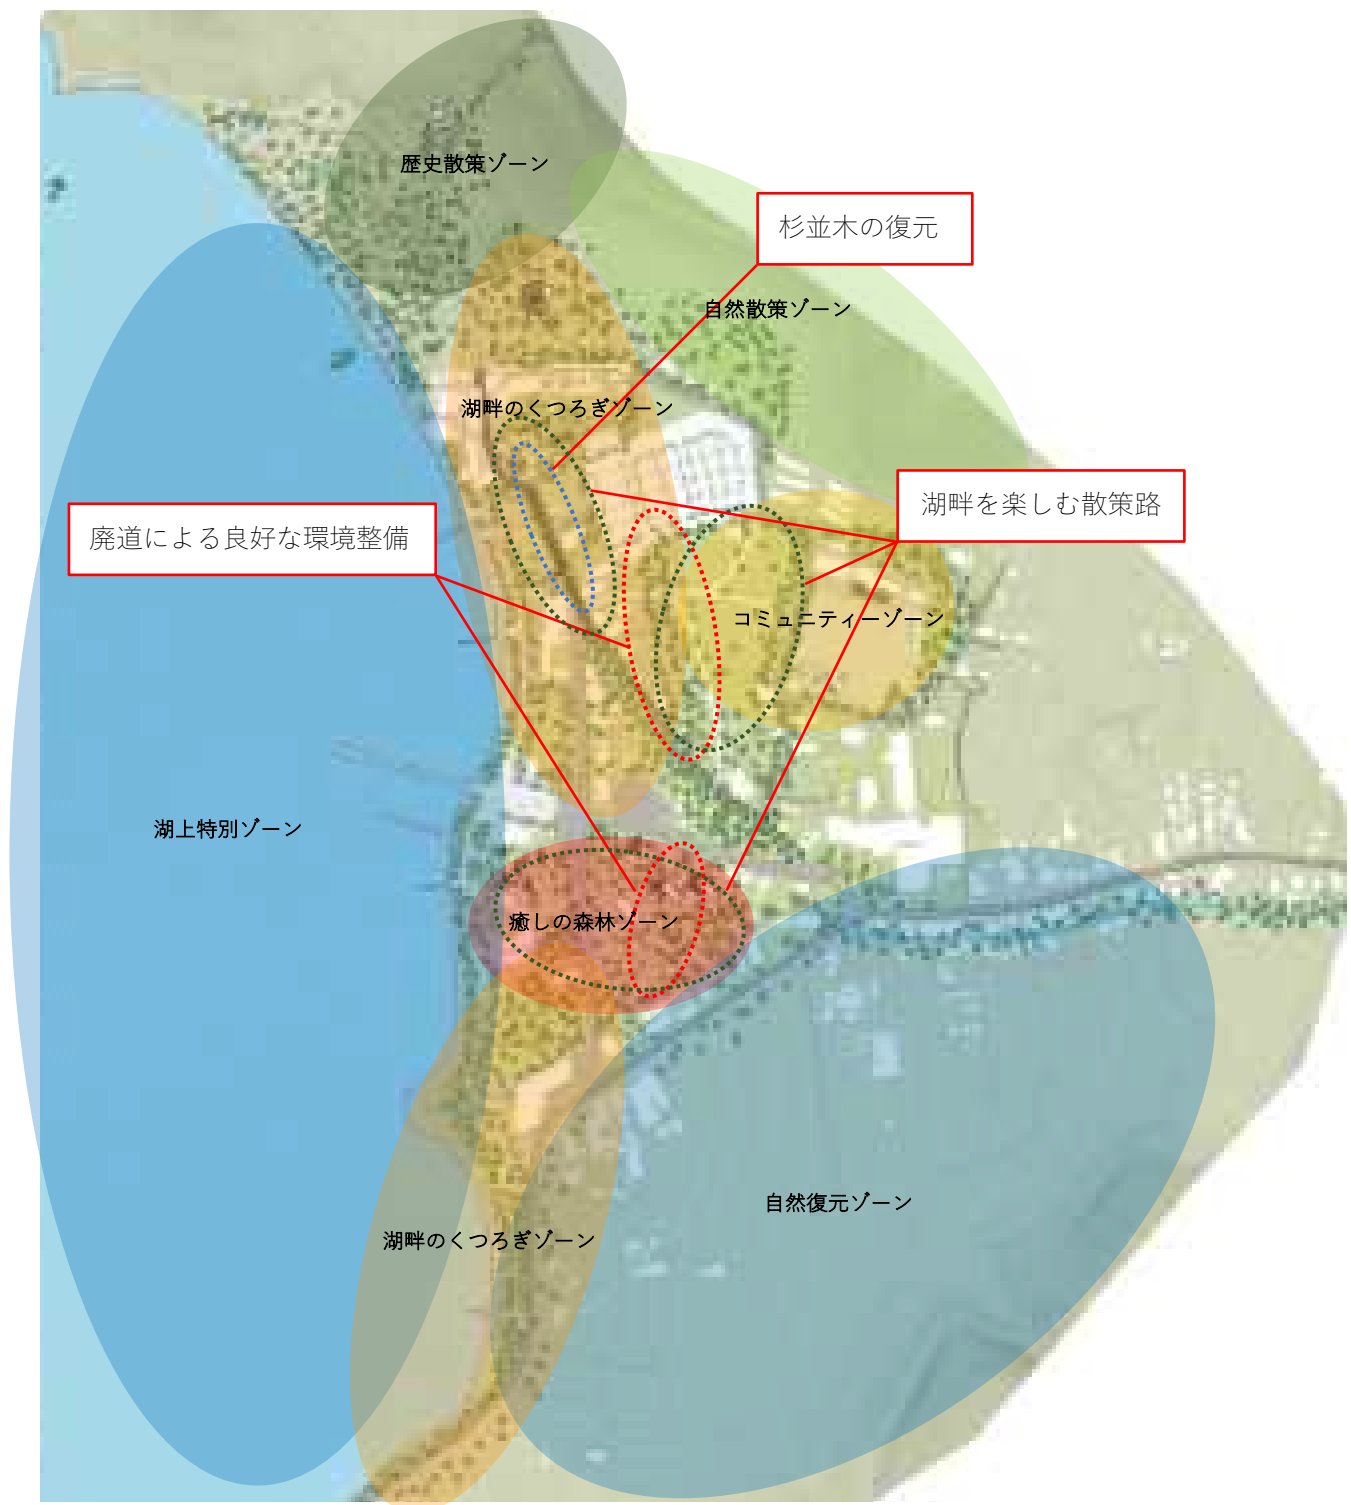 歴史散策ゾーン
杉並木の復元
自然散策ゾーン
湖畔のくつろぎゾーン
湖畔を楽しむ散策路
廃道による良好な環境整備
コミュニティーゾーン
湖上特別ゾーン
癒しの森林ゾーン
自然復元ゾーン
湖畔のくつろぎゾーン